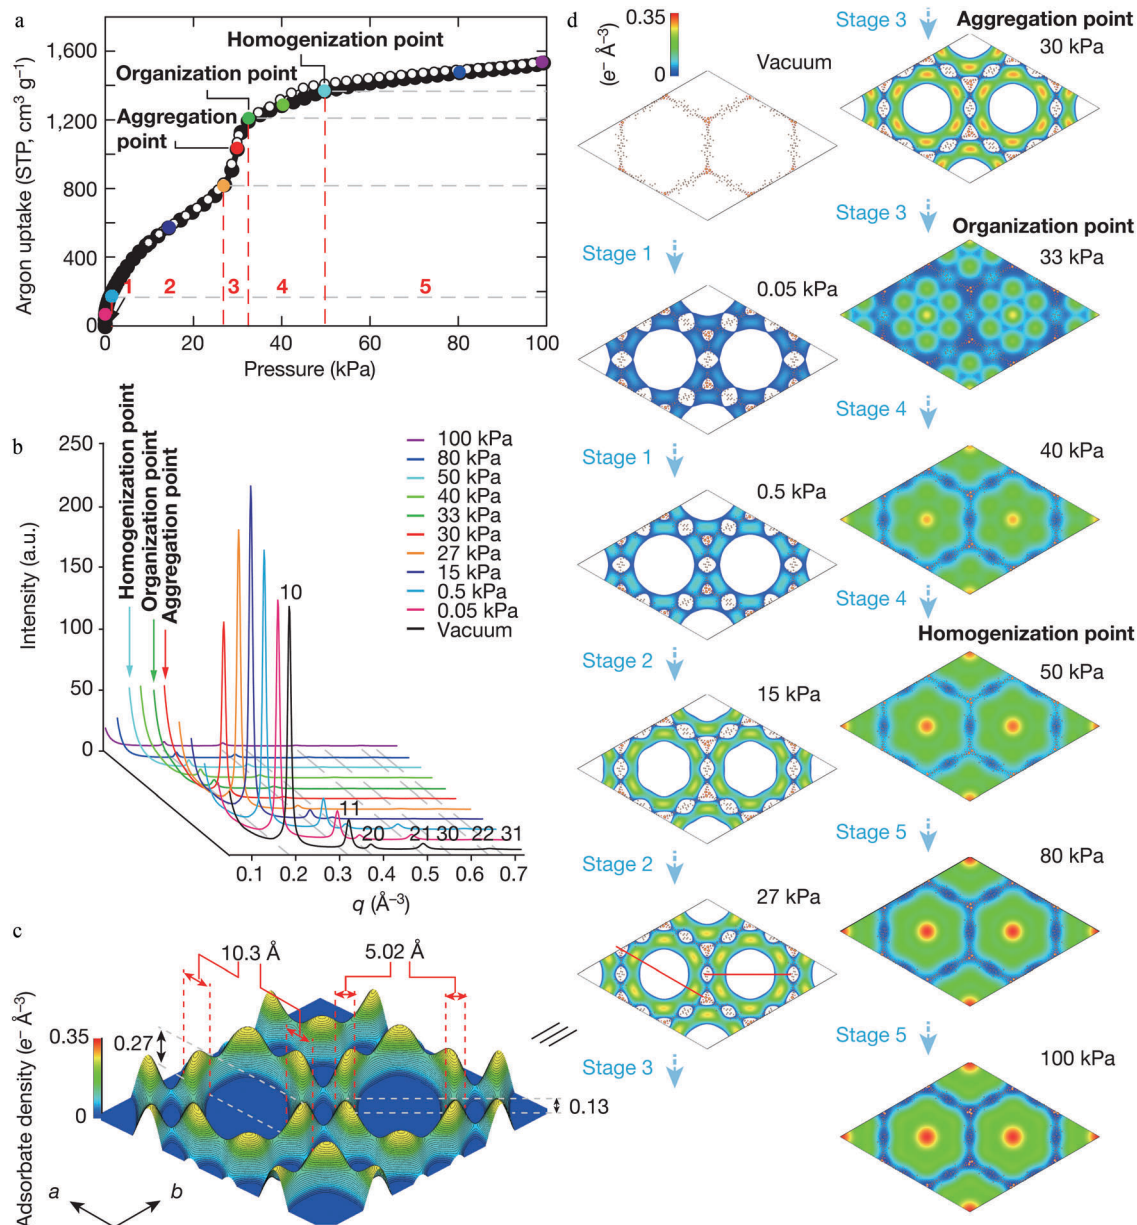 a
Argon uptake (STP, cm³ g⁻¹)
1,600
1,200
800
400
0
Homogenization point
Organization point
Aggregation
point
1
2
3
4
5
0
20
40
60
80
100
Pressure (kPa)
b
Intensity (a.u.)
250
200
150
100
50
0
Homogenization point
Organization point
Aggregation point
100 kPa
80 kPa
50 kPa
40 kPa
33 kPa
30 kPa
27 kPa
15 kPa
0.5 kPa
0.05 kPa
Vacuum
10
11
20
21
30
22
31
0.1
0.2
0.3
0.4
0.5
0.6
0.7
q (Å⁻³)
c
Adsorbate density (e⁻ Å⁻³)
0.35
0
0.27
10.3 Å
5.02 Å
0.13
a
b
d
0.35
0
(e⁻ Å⁻³)
Vacuum
Stage 1
0.05 kPa
Stage 1
0.5 kPa
Stage 2
15 kPa
Stage 2
27 kPa
Stage 3
Stage 3
Aggregation point
30 kPa
Stage 3
Organization point
33 kPa
Stage 4
40 kPa
Stage 4
Homogenization point
50 kPa
Stage 5
80 kPa
Stage 5
100 kPa